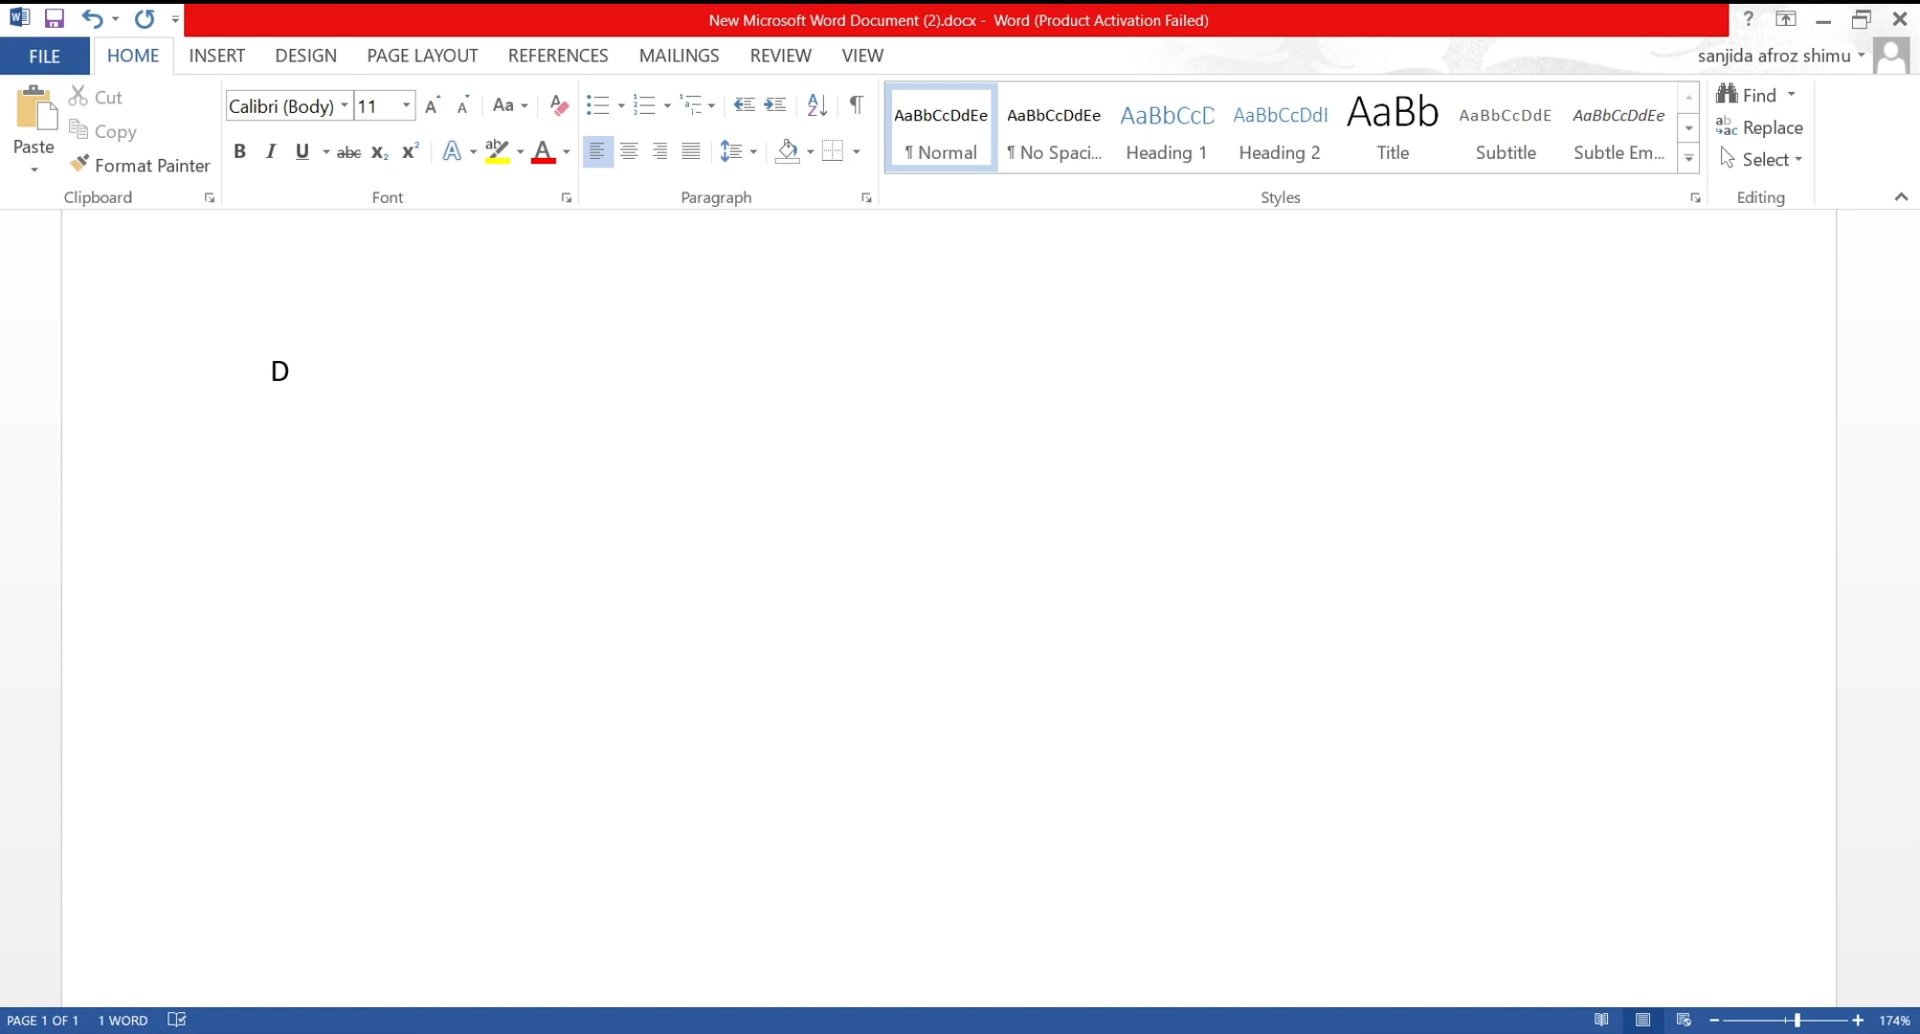 New Microsoft Word Document (2).docx - Word (Product Activation Failed)
?
FILE HOME INSERT DESIGN PAGE LAYOUT REFERENCES MAILINGS REVIEW VIEW
sanjida afroz shimu
Paste
Cut
Copy
Format Painter
Clipboard
Calibri (Body) 11
Aa
B I U abc X₂ X²
Font
Paragraph
AaBbCcDdEe AaBbCcDdEe AaBbCcD AaBbCcDdI AaBb AaBbCcDdE AaBbCcDdEe
¶ Normal ¶ No Spaci... Heading 1 Heading 2 Title Subtitle Subtle Em...
Styles
Find
Replace
Select
Editing
D
PAGE 1 OF 1 1 WORD
174%